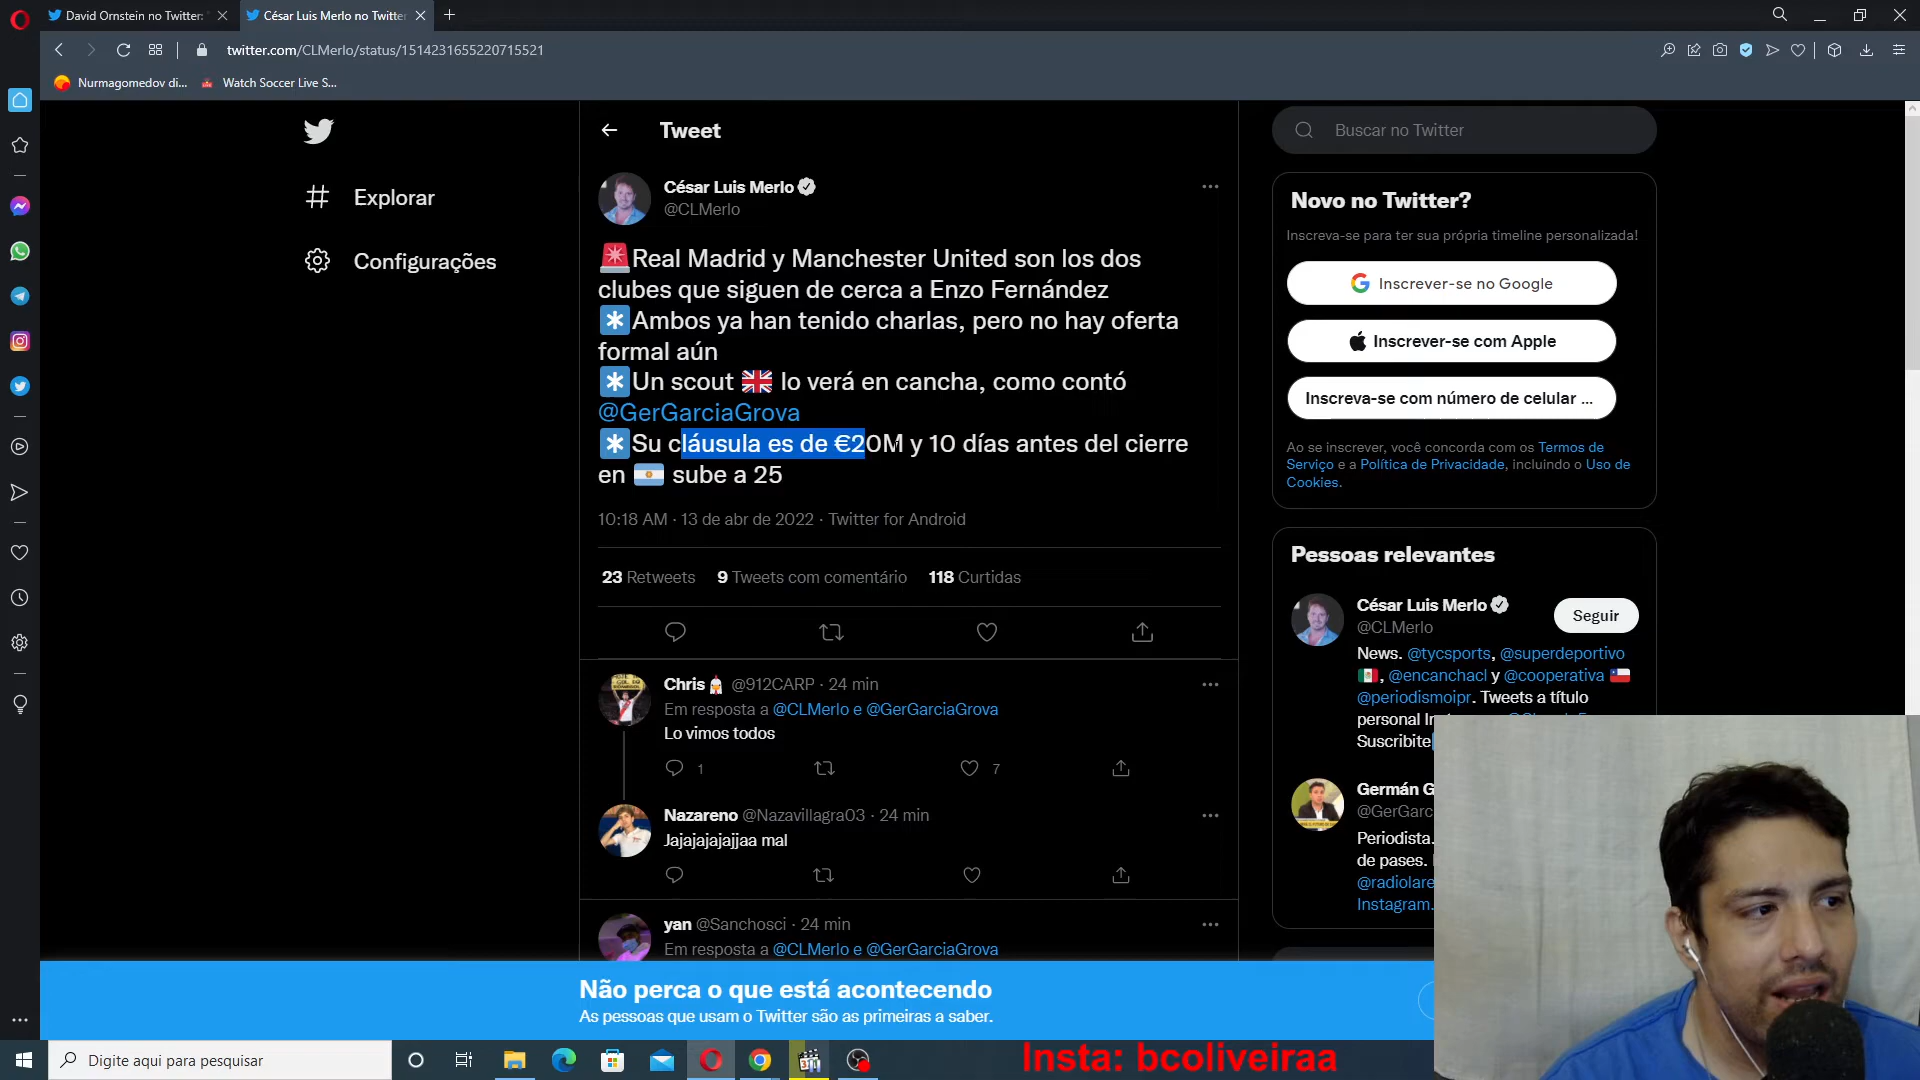 David Ornstein no Twitter:
César Luis Merlo no Twitter
twitter.com/CLMerlo/status/1514231655220715521
Nurmagomedov di...
Watch Soccer Live S...
Explorar
Configurações
Tweet
César Luis Merlo
@CLMerlo
🚨Real Madrid y Manchester United son los dos
clubes que siguen de cerca a Enzo Fernández
*️⃣Ambos ya han tenido charlas, pero no hay oferta
formal aún
*️⃣Un scout 🇬🇧 lo verá en cancha, como contó
@GerGarciaGrova
*️⃣Su cláusula es de €20M y 10 días antes del cierre
en 🇦🇷 sube a 25
10:18 AM · 13 de abr de 2022 · Twitter for Android
23 Retweets 9 Tweets com comentário 118 Curtidas
Chris @912CARP · 24 min
Em resposta a @CLMerlo e @GerGarciaGrova
Lo vimos todos
1
7
Nazareno @Nazavillagra03 · 24 min
Jajajajajajjaa mal
yan @Sanchosci · 24 min
Em resposta a @CLMerlo e @GerGarciaGrova
Buscar no Twitter
Novo no Twitter?
Inscreva-se para ter sua própria timeline personalizada!
Inscrever-se no Google
Inscrever-se com Apple
Inscreva-se com número de celular ...
Ao se inscrever, você concorda com os Termos de
Serviço e a Política de Privacidade, incluindo o Uso de
Cookies.
Pessoas relevantes
César Luis Merlo
@CLMerlo
Seguir
News. @tycsports, @superdeportivo
🇲🇽, @encanchacl y @cooperativa 🇨🇱
@periodismoipr. Tweets a título
personal
Suscribite
Germán G
@GerGarc
Periodista.
de pases.
@radiolare
Instagram.
Não perca o que está acontecendo
As pessoas que usam o Twitter são as primeiras a saber.
Digite aqui para pesquisar
Insta: bcoliveiraa